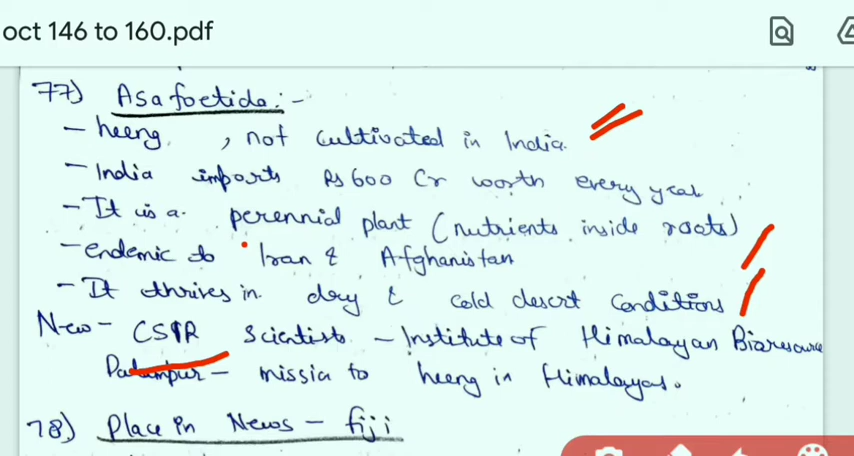 oct 146 to 160.pdf
77) Asafoetida:-
- heeng, not cultivated in India.
- India imports Rs 600 Cr worth every year
- It is a perennial plant (nutrients inside roots)
- endemic to Iran & Afghanistan
- It thrives in dry & cold desert conditions
New - CSIR Scientists - Institute of Himalayan Bioresource
Palampur - missio to heeng in Himalayas.
78) Place in News - fiji